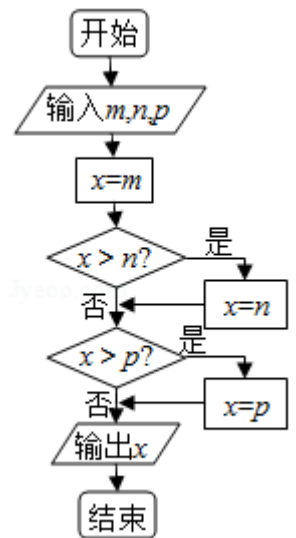 开始
输入m,n,p
x=m
x > n?
是
否
x=n
x > p?
是
否
x=p
输出x
结束